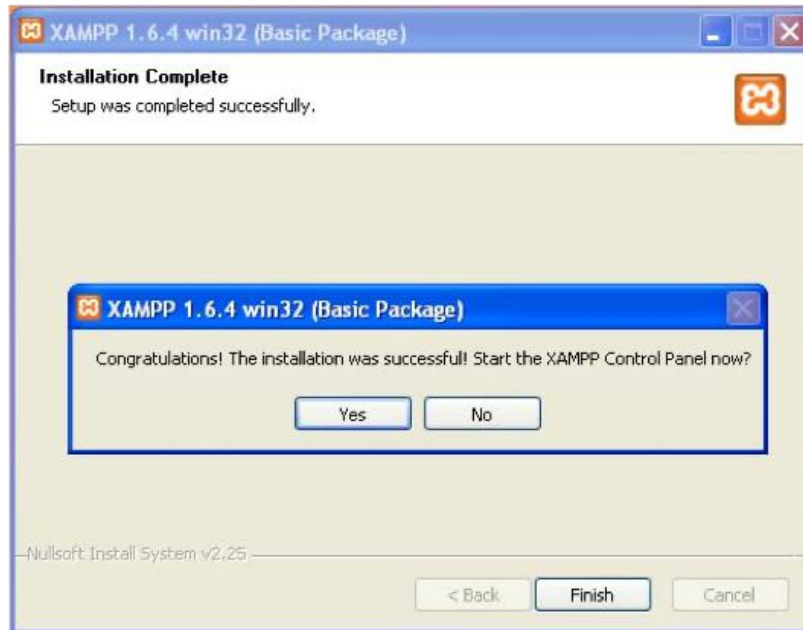 XAMPP 1.6.4 win32 (Basic Package)
Installation Complete
Setup was completed successfully.
XAMPP 1.6.4 win32 (Basic Package)
Congratulations! The installation was successful! Start the XAMPP Control Panel now?
Yes No
Nullsoft Install System v2.25
< Back Finish Cancel